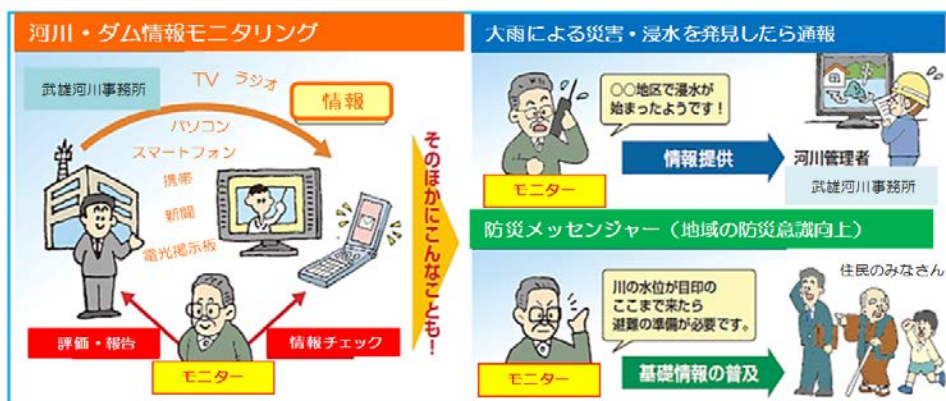 河川・ダム情報モニタリング
武雄河川事務所
TV ラジオ
情報
パソコン
スマートフォン
携帯
新聞
電光掲示板
評価・報告
情報チェック
モニター
そのほかにこんなことも！
大雨による災害・浸水を発見したら通報
○○地区で浸水が
始まったようです！
情報提供
モニター
河川管理者
武雄河川事務所
防災メッセンジャー（地域の防災意識向上）
川の水位が目印の
ここまで来たら
避難の準備が必要です。
モニター
基礎情報の普及
住民のみなさん